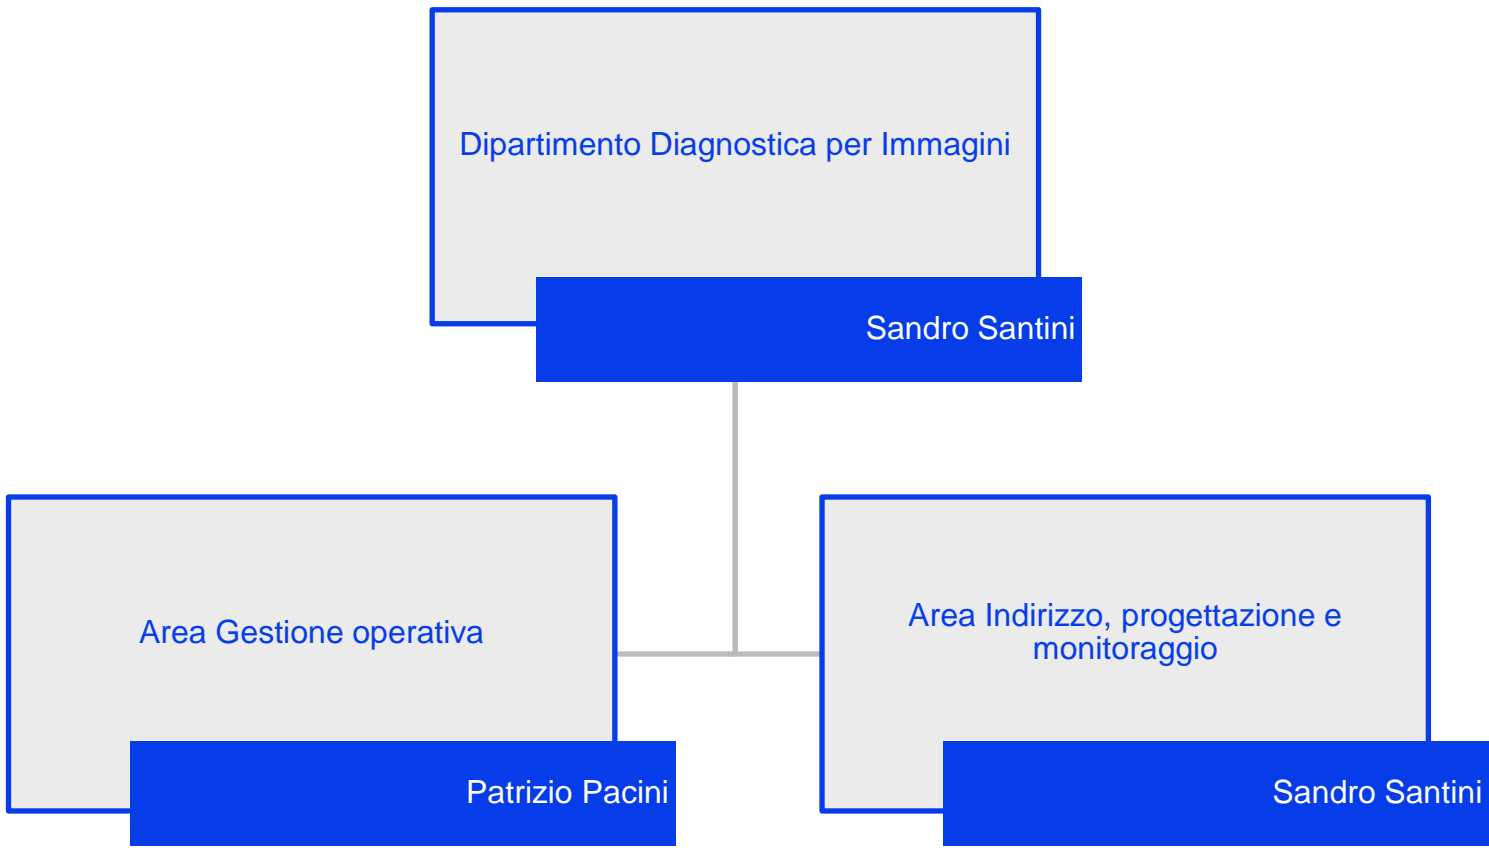 Dipartimento Diagnostica per Immagini
Sandro Santini
Area Gestione operativa
Patrizio Pacini
Area Indirizzo, progettazione e
monitoraggio
Sandro Santini